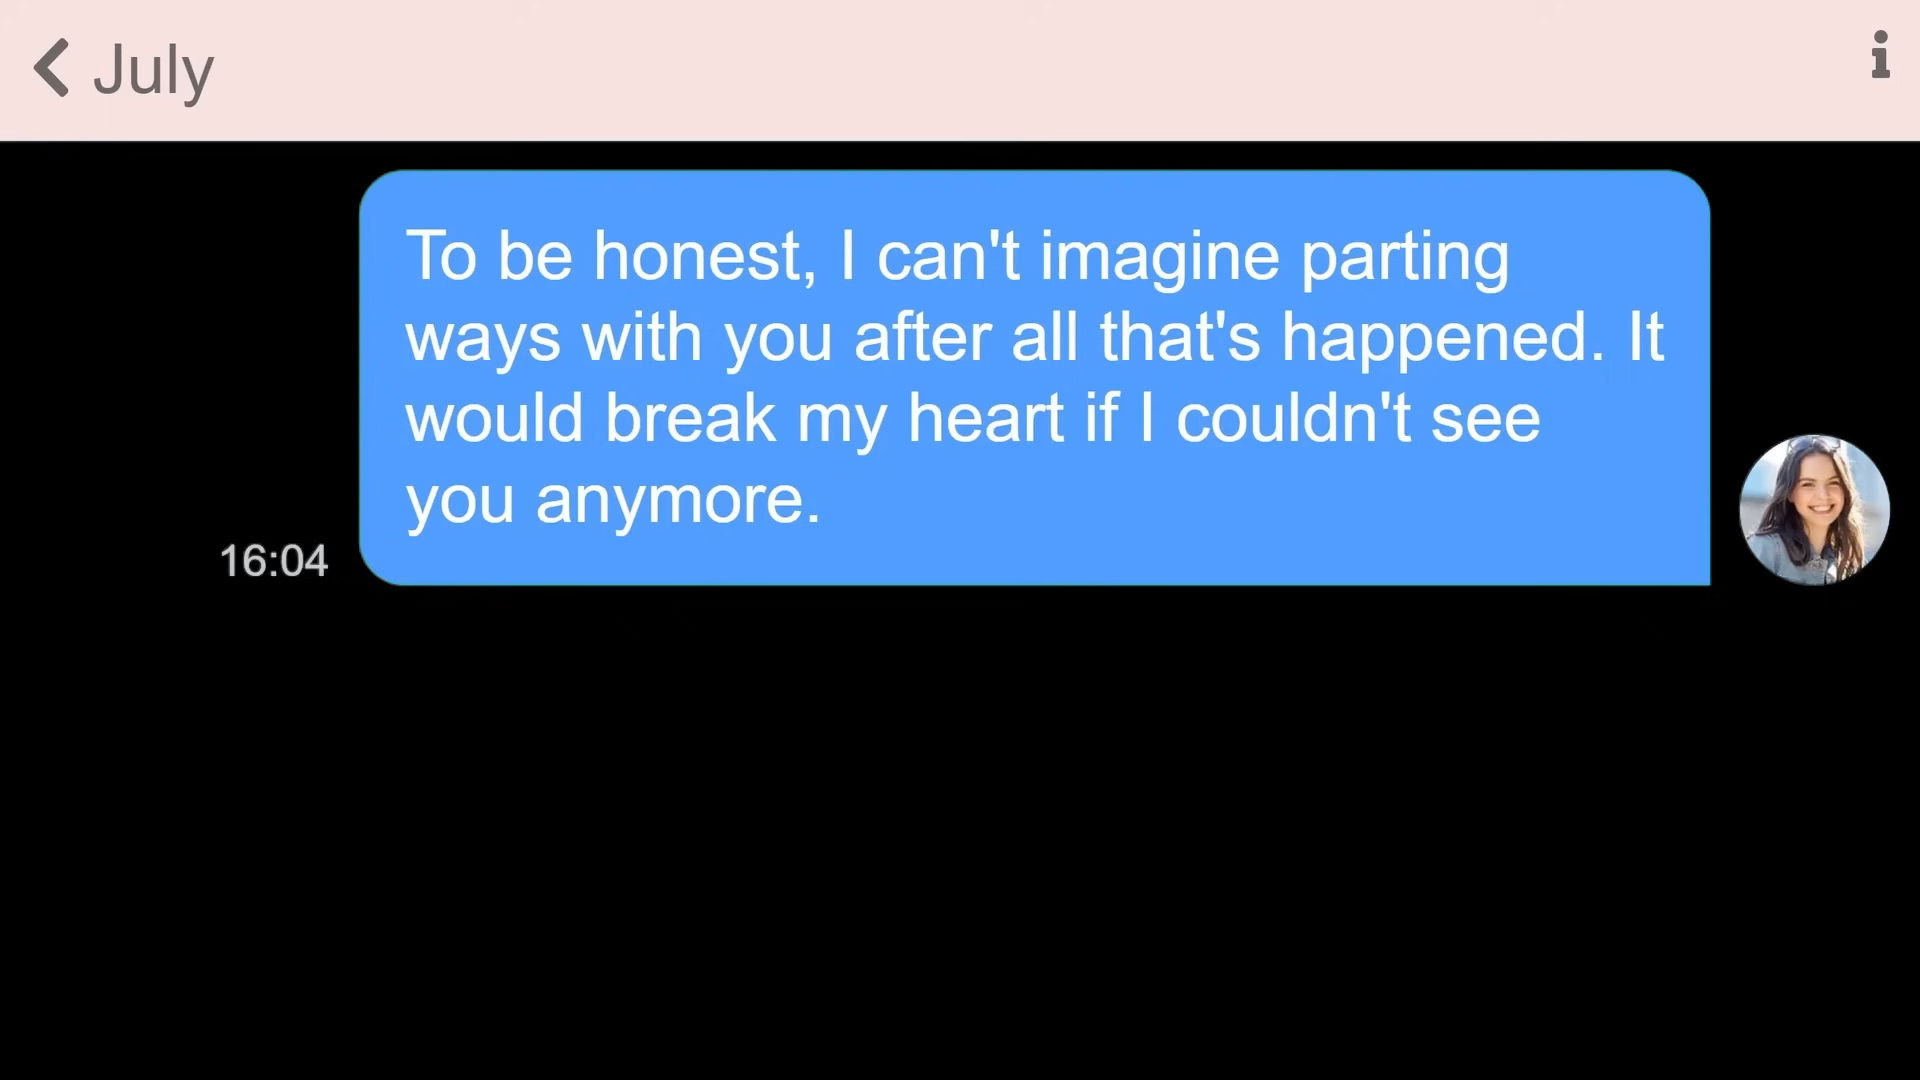 July
To be honest, I can't imagine parting
ways with you after all that's happened. It
would break my heart if I couldn't see
you anymore.
16:04